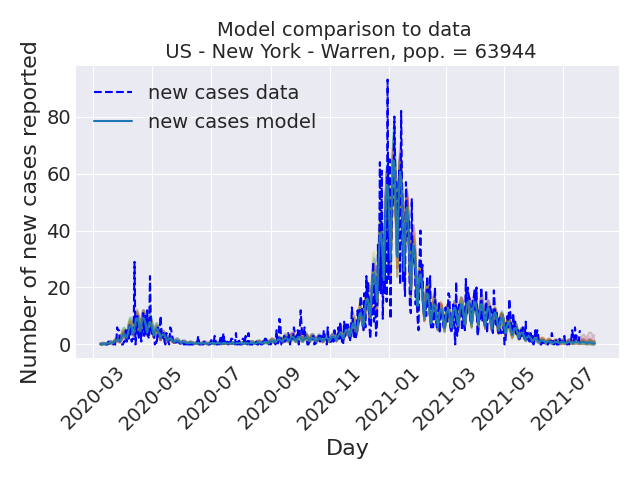 Model comparison to data
US - New York - Warren, pop. = 63944
Number of new cases reported
new cases data
new cases model
80
60
40
20
0
2020-03
2020-05
2020-07
2020-09
2020-11
2021-01
2021-03
2021-05
2021-07
Day